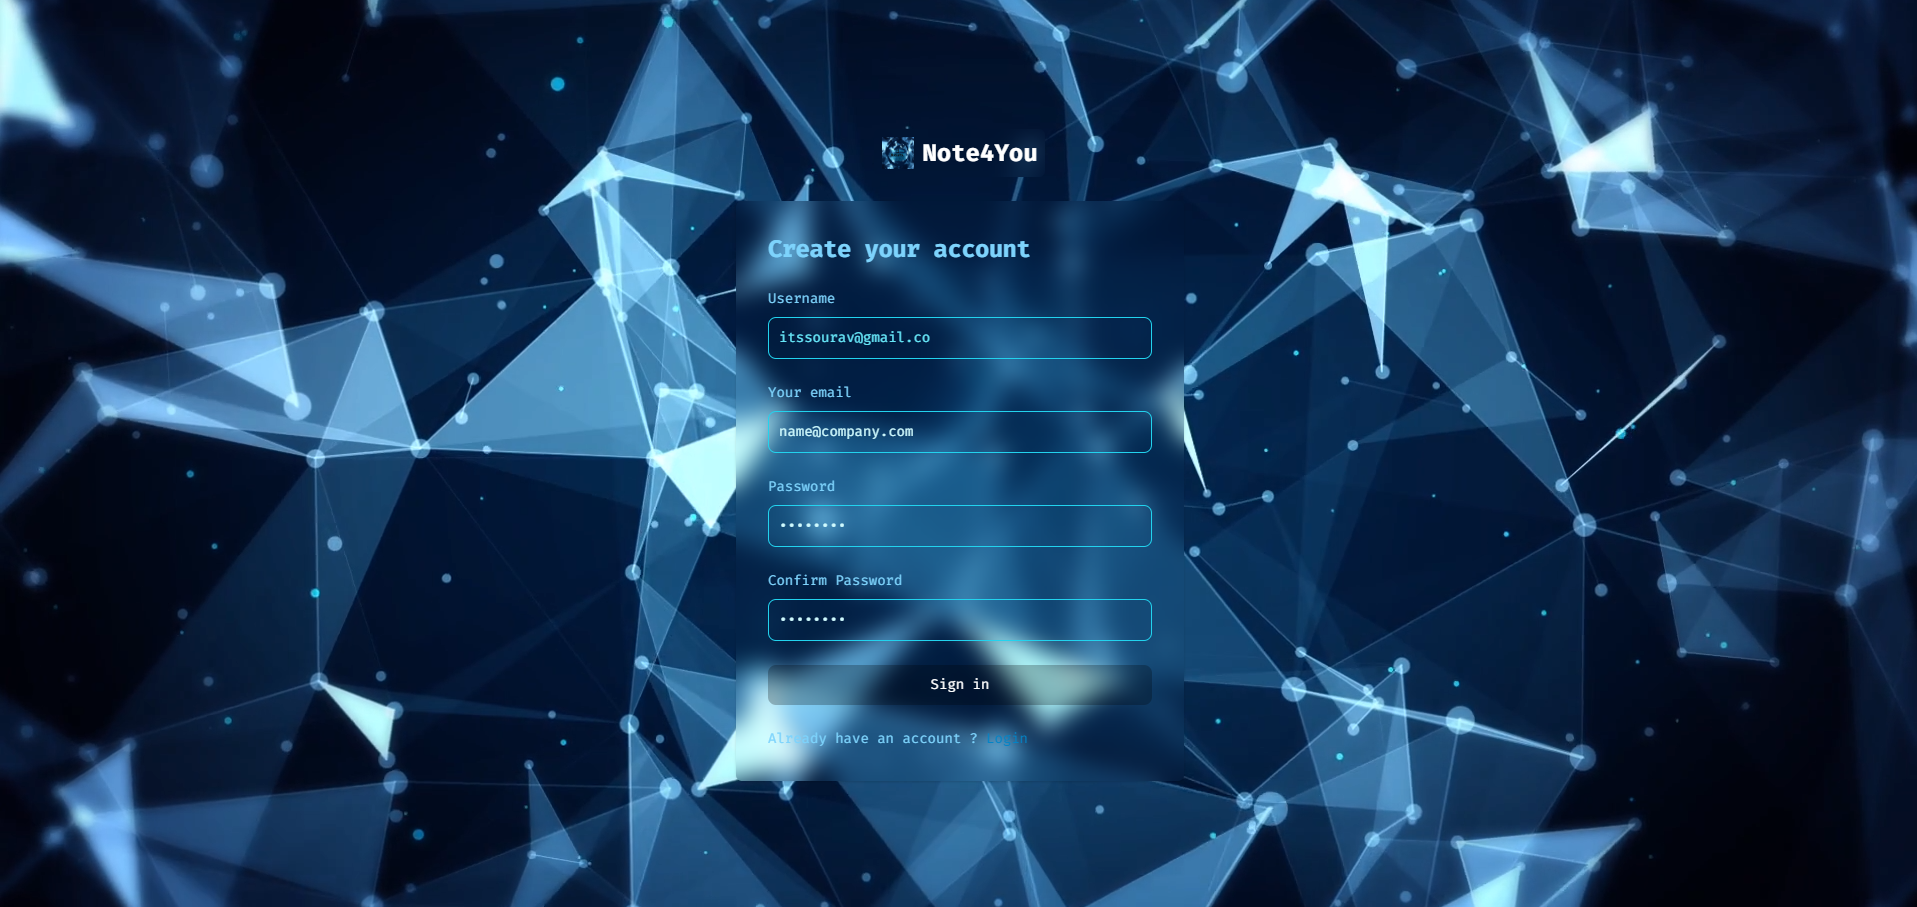 Note4You
Create your account
Username
itssourav@gmail.co
Your email
name@company.com
Password
••••••••
Confirm Password
••••••••
Sign in
Already have an account ? Login